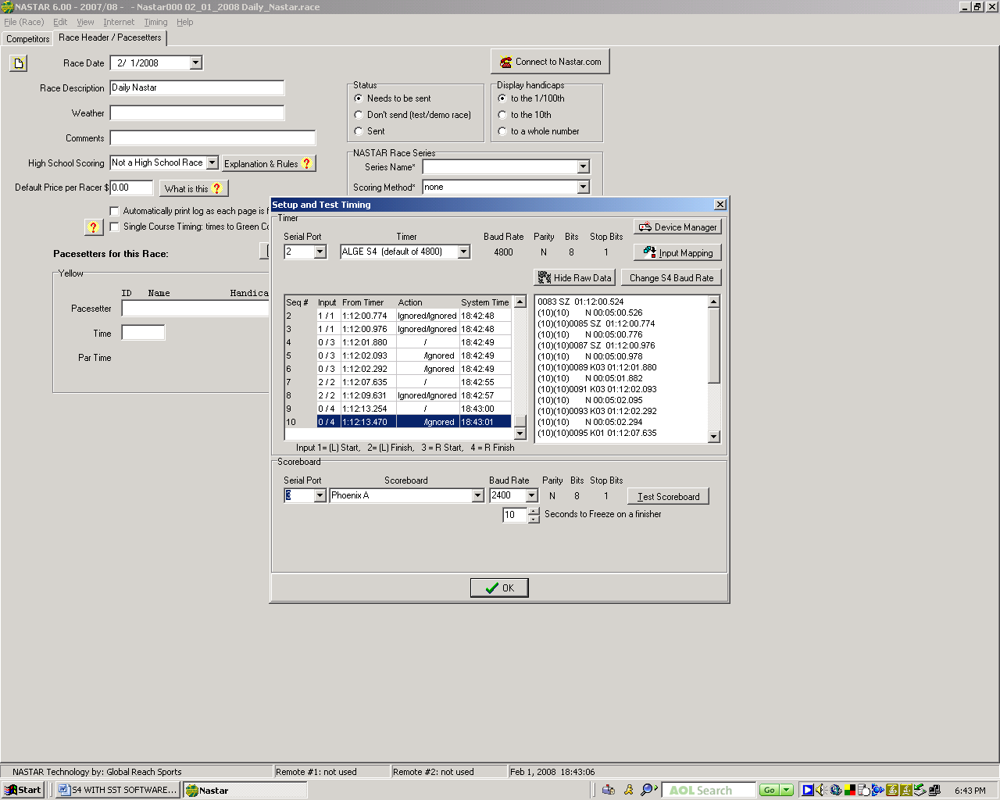 NASTAR 6.00 - 2007/08 -   - Nastar000 02_01_2008 Daily_Nastar.race
File (Race) Edit View Internet Timing Help
Competitors Race Header / Pacesetters
Race Date 2/ 1/2008
Connect to Nastar.com
Race Description Daily Nastar
Weather
Comments
High School Scoring Not a High School Race Explanation & Rules ?
Default Price per Racer $ 0.00 What is this ?
Automatically print log as each page is f
? Single Course Timing: times to Green Co
Status
Needs to be sent
Don't send (test/demo race)
Sent
Display handicaps
to the 1/100th
to the 10th
to a whole number
NASTAR Race Series
Series Name*
Scoring Method* none
Pacesetters for this Race:
Yellow
ID Name Handica
Pacesetter
Time
Par Time
Setup and Test Timing
Timer
Device Manager
Serial Port Timer Baud Rate Parity Bits Stop Bits
2 ALGE S4 (default of 4800) 4800 N 8 1 Input Mapping
Hide Raw Data Change S4 Baud Rate
Seq # Input From Timer Action System Time
2 1 / 1 1:12:00.774 Ignored/Ignored 18:42:48
3 1 / 1 1:12:00.976 Ignored/Ignored 18:42:48
4 0 / 3 1:12:01.880 / 18:42:49
5 0 / 3 1:12:02.093 /Ignored 18:42:49
6 0 / 3 1:12:02.292 /Ignored 18:42:49
7 2 / 2 1:12:07.635 / 18:42:55
8 2 / 2 1:12:09.631 Ignored/Ignored 18:42:57
9 0 / 4 1:12:13.254 / 18:43:00
10 0 / 4 1:12:13.470 /Ignored 18:43:01
0083 SZ 01:12:00.524
(10)(10) N 00:05:00.526
(10)(10)0085 SZ 01:12:00.774
(10)(10) N 00:05:00.776
(10)(10)0087 SZ 01:12:00.976
(10)(10) N 00:05:00.978
(10)(10)0089 K03 01:12:01.880
(10)(10) N 00:05:01.882
(10)(10)0091 K03 01:12:02.093
(10)(10) N 00:05:02.095
(10)(10)0093 K03 01:12:02.292
(10)(10) N 00:05:02.294
(10)(10)0095 K01 01:12:07.635
Input 1= (L) Start, 2= (L) Finish, 3 = R Start, 4 = R Finish
Scoreboard
Serial Port Scoreboard Baud Rate Parity Bits Stop Bits
3 Phoenix A 2400 N 8 1 Test Scoreboard
10 Seconds to Freeze on a finisher
OK
NASTAR Technology by: Global Reach Sports Remote #1: not used Remote #2: not used Feb 1, 2008 18:43:06
Start S4 WITH SST SOFTWARE... Nastar AOL Search Go 6:43 PM